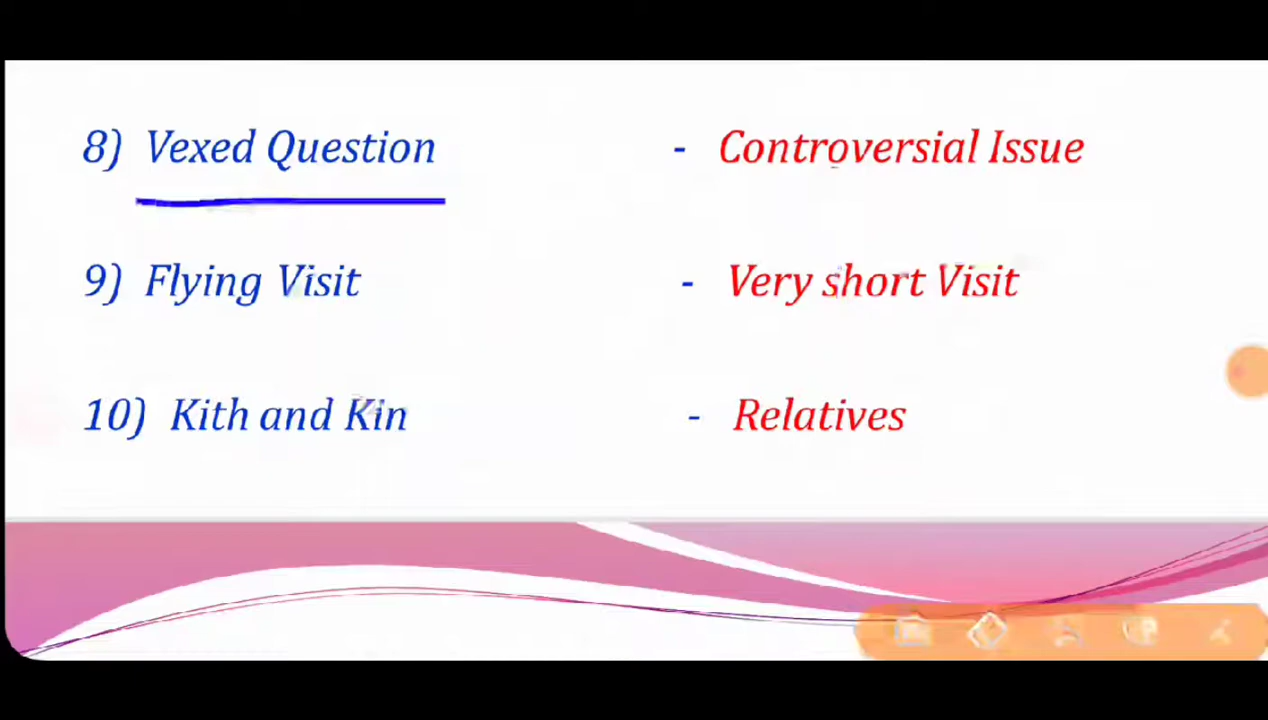 8) Vexed Question - Controversial Issue
9) Flying Visit - Very short Visit
10) Kith and Kin - Relatives